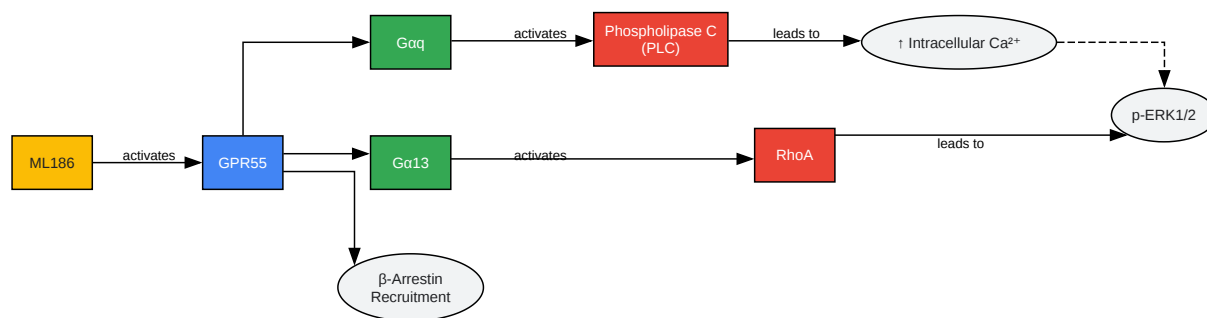 Gαq
activates
Phospholipase C
(PLC)
leads to
↑ Intracellular Ca²⁺
p-ERK1/2
ML186
activates
GPR55
Gα13
activates
RhoA
leads to
β-Arrestin
Recruitment